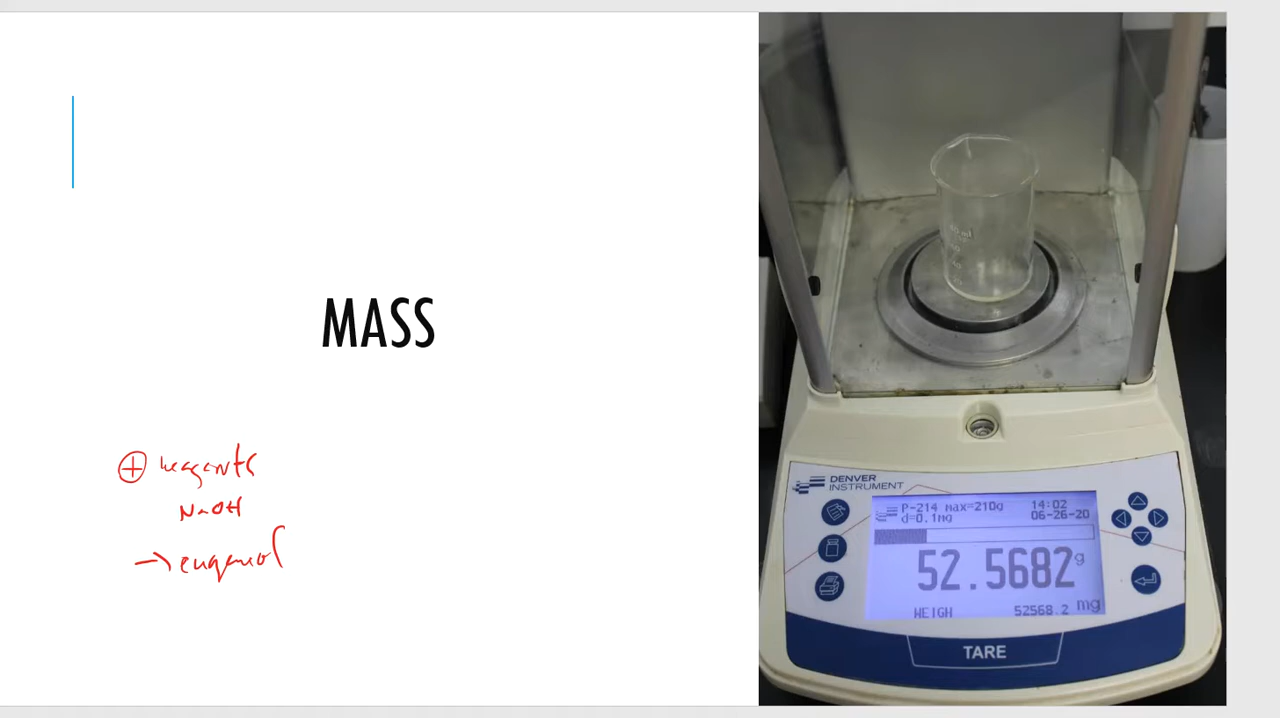 MASS
⊕ reagents
NaOH
→ eugenol
DENVER
INSTRUMENT
P-214 Max=210g 14:02
d=0.1mg 06-26-20
52.5682g
WEIGH 52568.2 mg
TARE